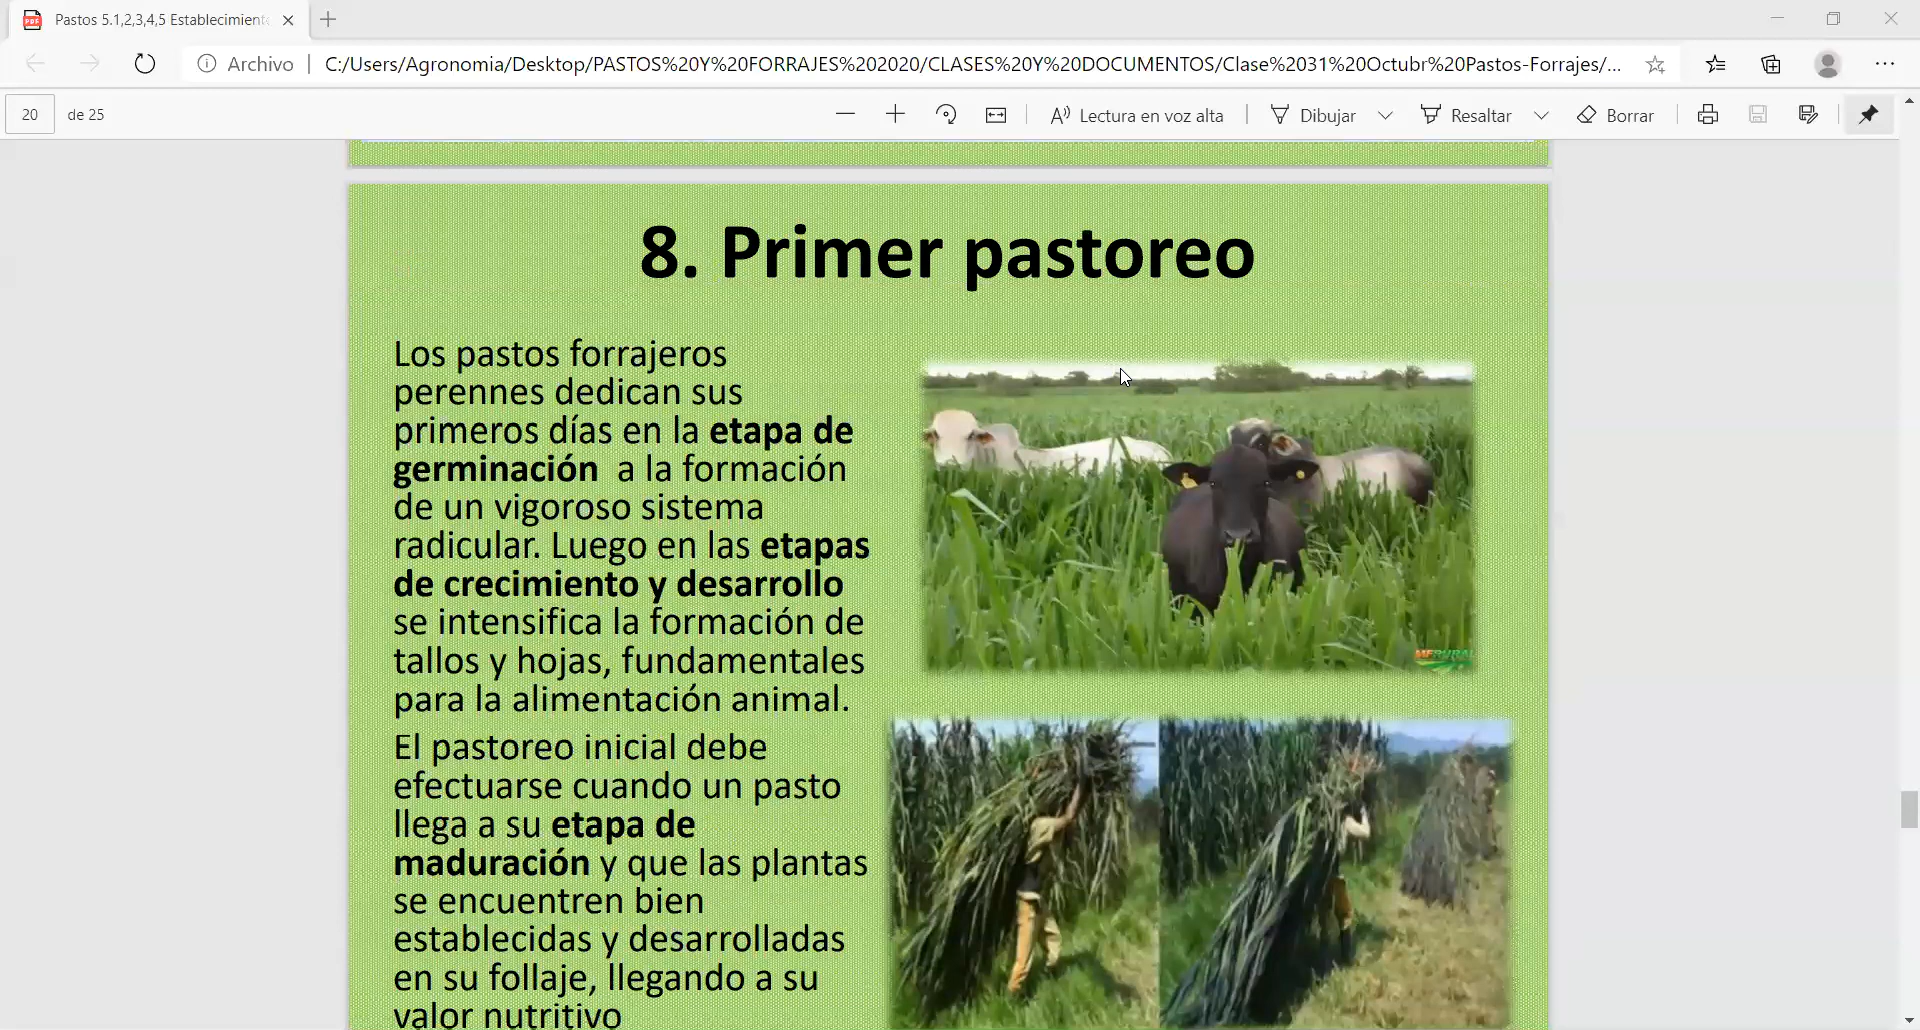 Pastos 5.1,2,3,4,5 Establecimient
Archivo
C:/Users/Agronomia/Desktop/PASTOS%20Y%20FORRAJES%202020/CLASES%20Y%20DOCUMENTOS/Clase%2031%20Octubr%20Pastos-Forrajes/...
20 de 25
Lectura en voz alta
Dibujar
Resaltar
Borrar
8. Primer pastoreo
Los pastos forrajeros
perennes dedican sus
primeros días en la etapa de
germinación a la formación
de un vigoroso sistema
radicular. Luego en las etapas
de crecimiento y desarrollo
se intensifica la formación de
tallos y hojas, fundamentales
para la alimentación animal.
El pastoreo inicial debe
efectuarse cuando un pasto
llega a su etapa de
maduración y que las plantas
se encuentren bien
establecidas y desarrolladas
en su follaje, llegando a su
valor nutritivo
MFRURAL